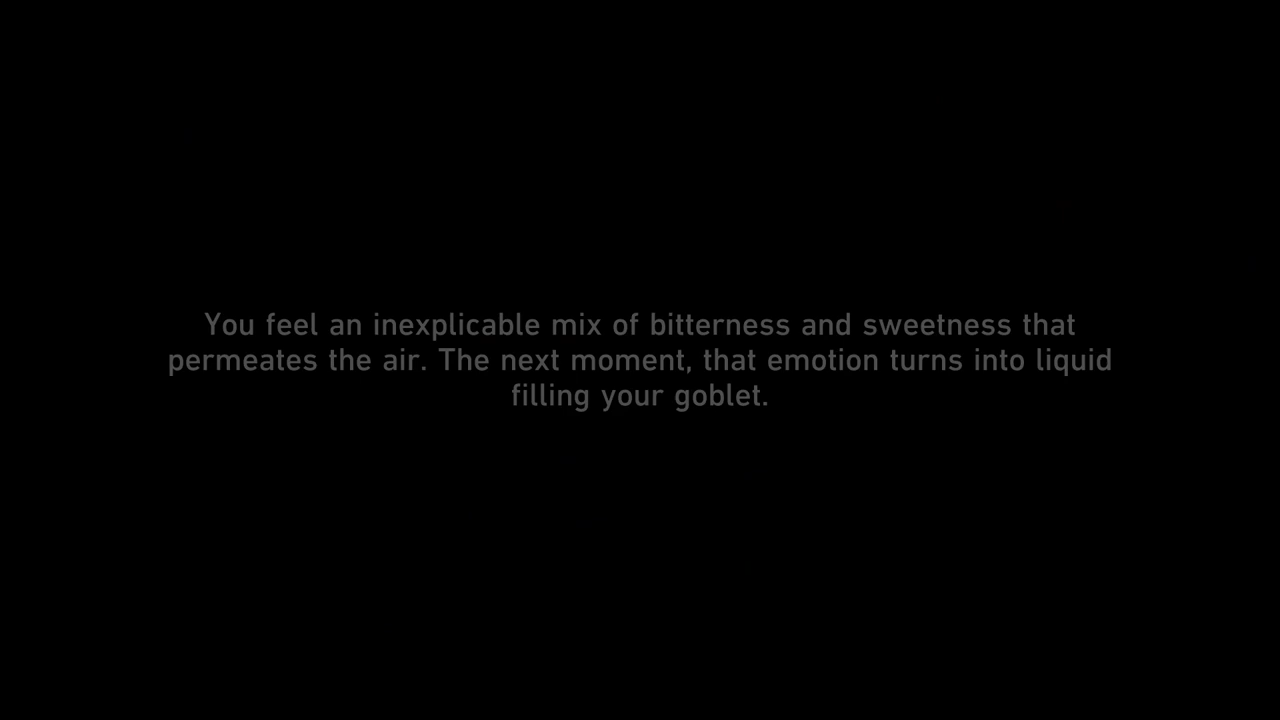 You feel an inexplicable mix of bitterness and sweetness that
permeates the air. The next moment, that emotion turns into liquid
filling your goblet.